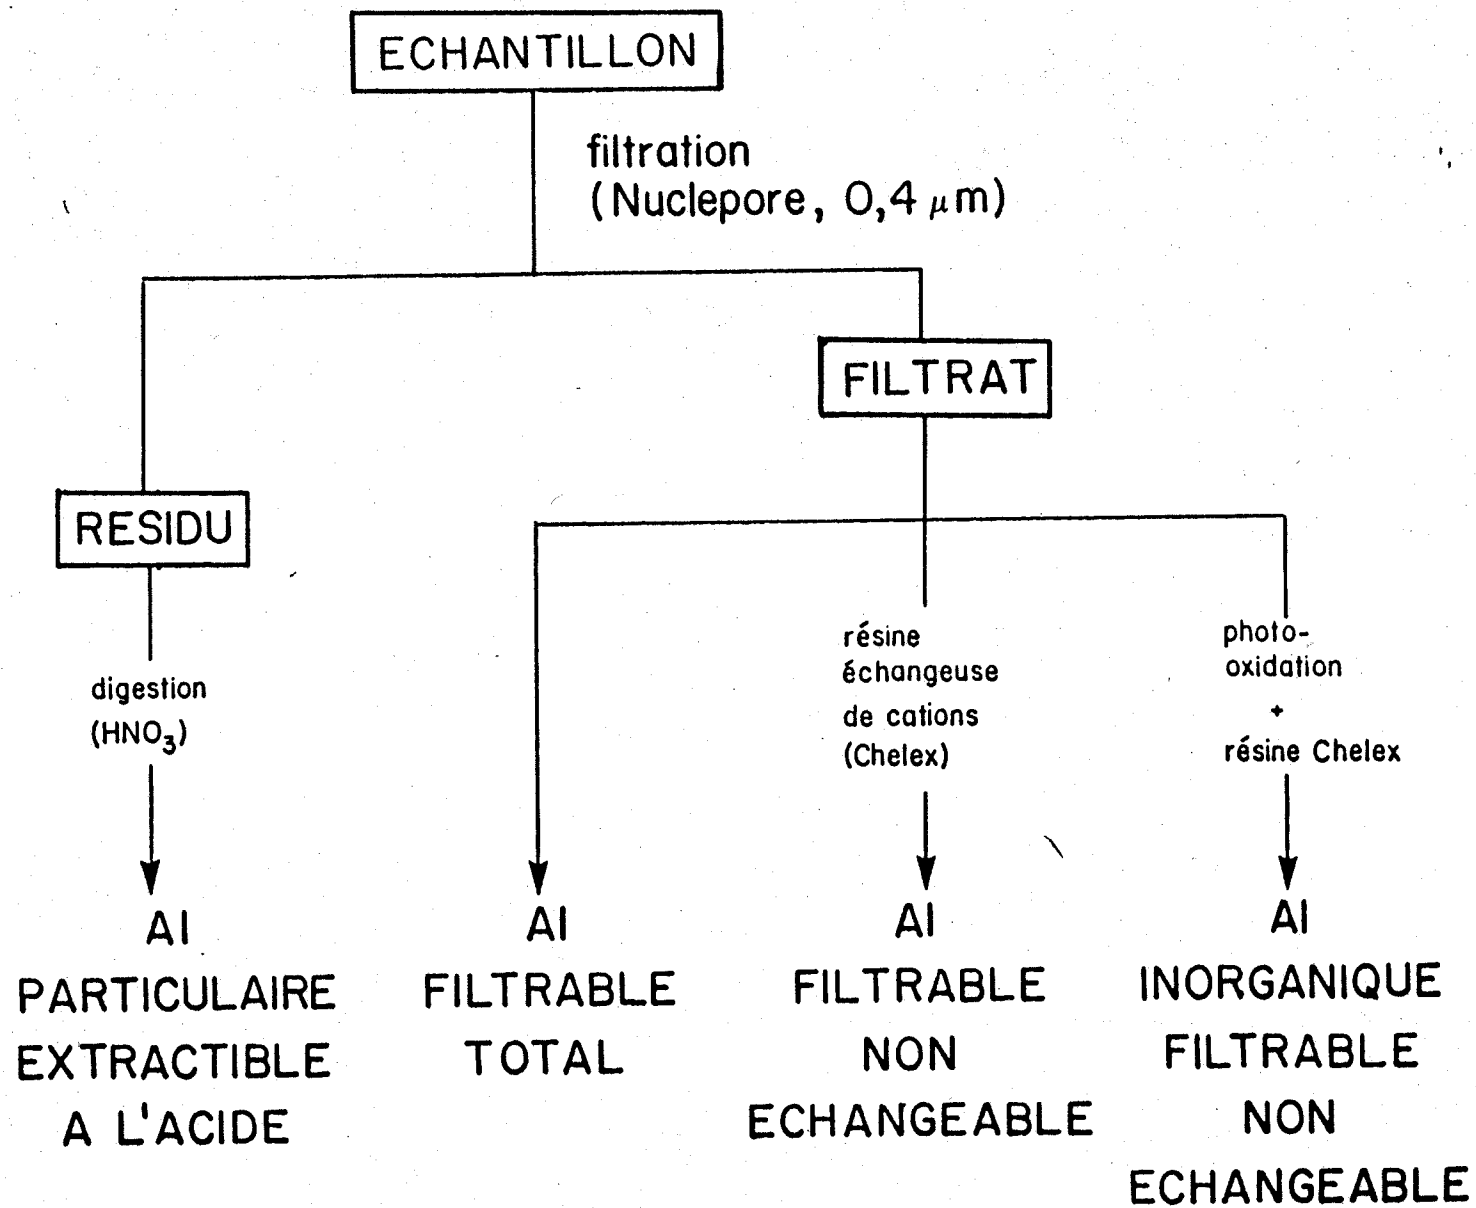 ECHANTILLON
filtration
(Nuclepore, 0,4 μm)
FILTRAT
RESIDU
digestion
(HNO₃)
résine
échangeuse
de cations
(Chelex)
photo-
oxidation
+
résine Chelex
Al
PARTICULAIRE
EXTRACTIBLE
A L'ACIDE
Al
FILTRABLE
TOTAL
Al
FILTRABLE
NON
ECHANGEABLE
Al
INORGANIQUE
FILTRABLE
NON
ECHANGEABLE